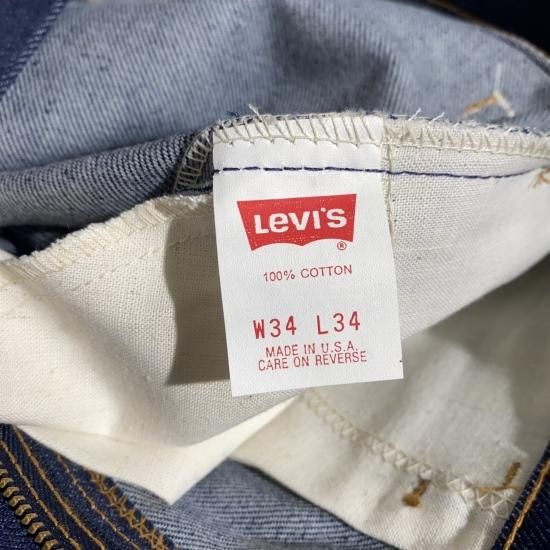 Levi's
®
100% COTTON
W34 L34
MADE IN U.S.A.
CARE ON REVERSE